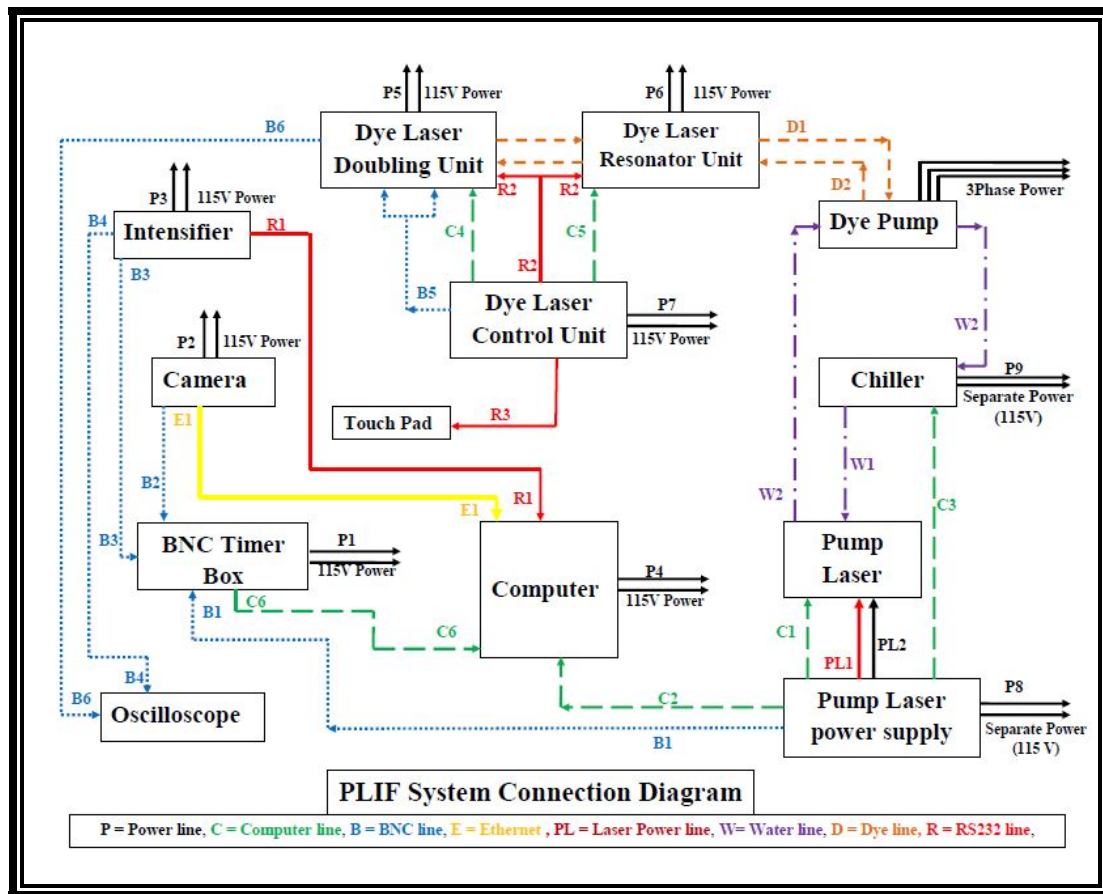 P5
115V Power
P6
115V Power
B6
Dye Laser
Doubling Unit
Dye Laser
Resonator Unit
D1
P3
115V Power
R2
R2
D2
3Phase Power
B4
Intensifier
R1
Dye Pump
C4
C5
B3
R2
B5
Dye Laser
Control Unit
P7
115V Power
W2
P2
115V Power
Camera
Chiller
P9
Separate Power
(115V)
E1
Touch Pad
R3
B2
W1
W2
C3
R1
E1
B3
BNC Timer
Box
P1
115V Power
Computer
Pump
Laser
P4
115V Power
B1
C6
C6
C1
PL1
PL2
B4
B6
Oscilloscope
C2
Pump Laser
power supply
P8
Separate Power
(115 V)
B1
PLIF System Connection Diagram
P = Power line, C = Computer line, B = BNC line, E = Ethernet , PL = Laser Power line, W= Water line, D = Dye line, R = RS232 line,